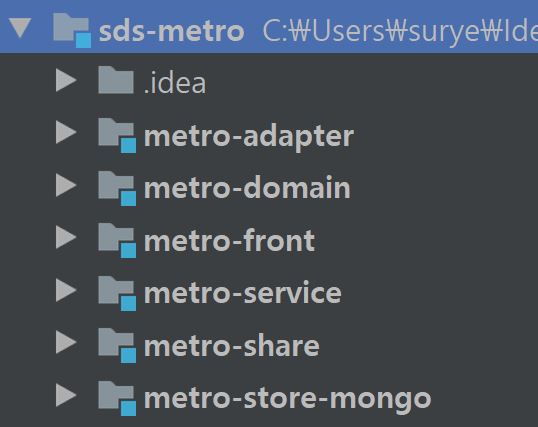 sds-metro C:₩Users₩surye₩Ide
.idea
metro-adapter
metro-domain
metro-front
metro-service
metro-share
metro-store-mongo